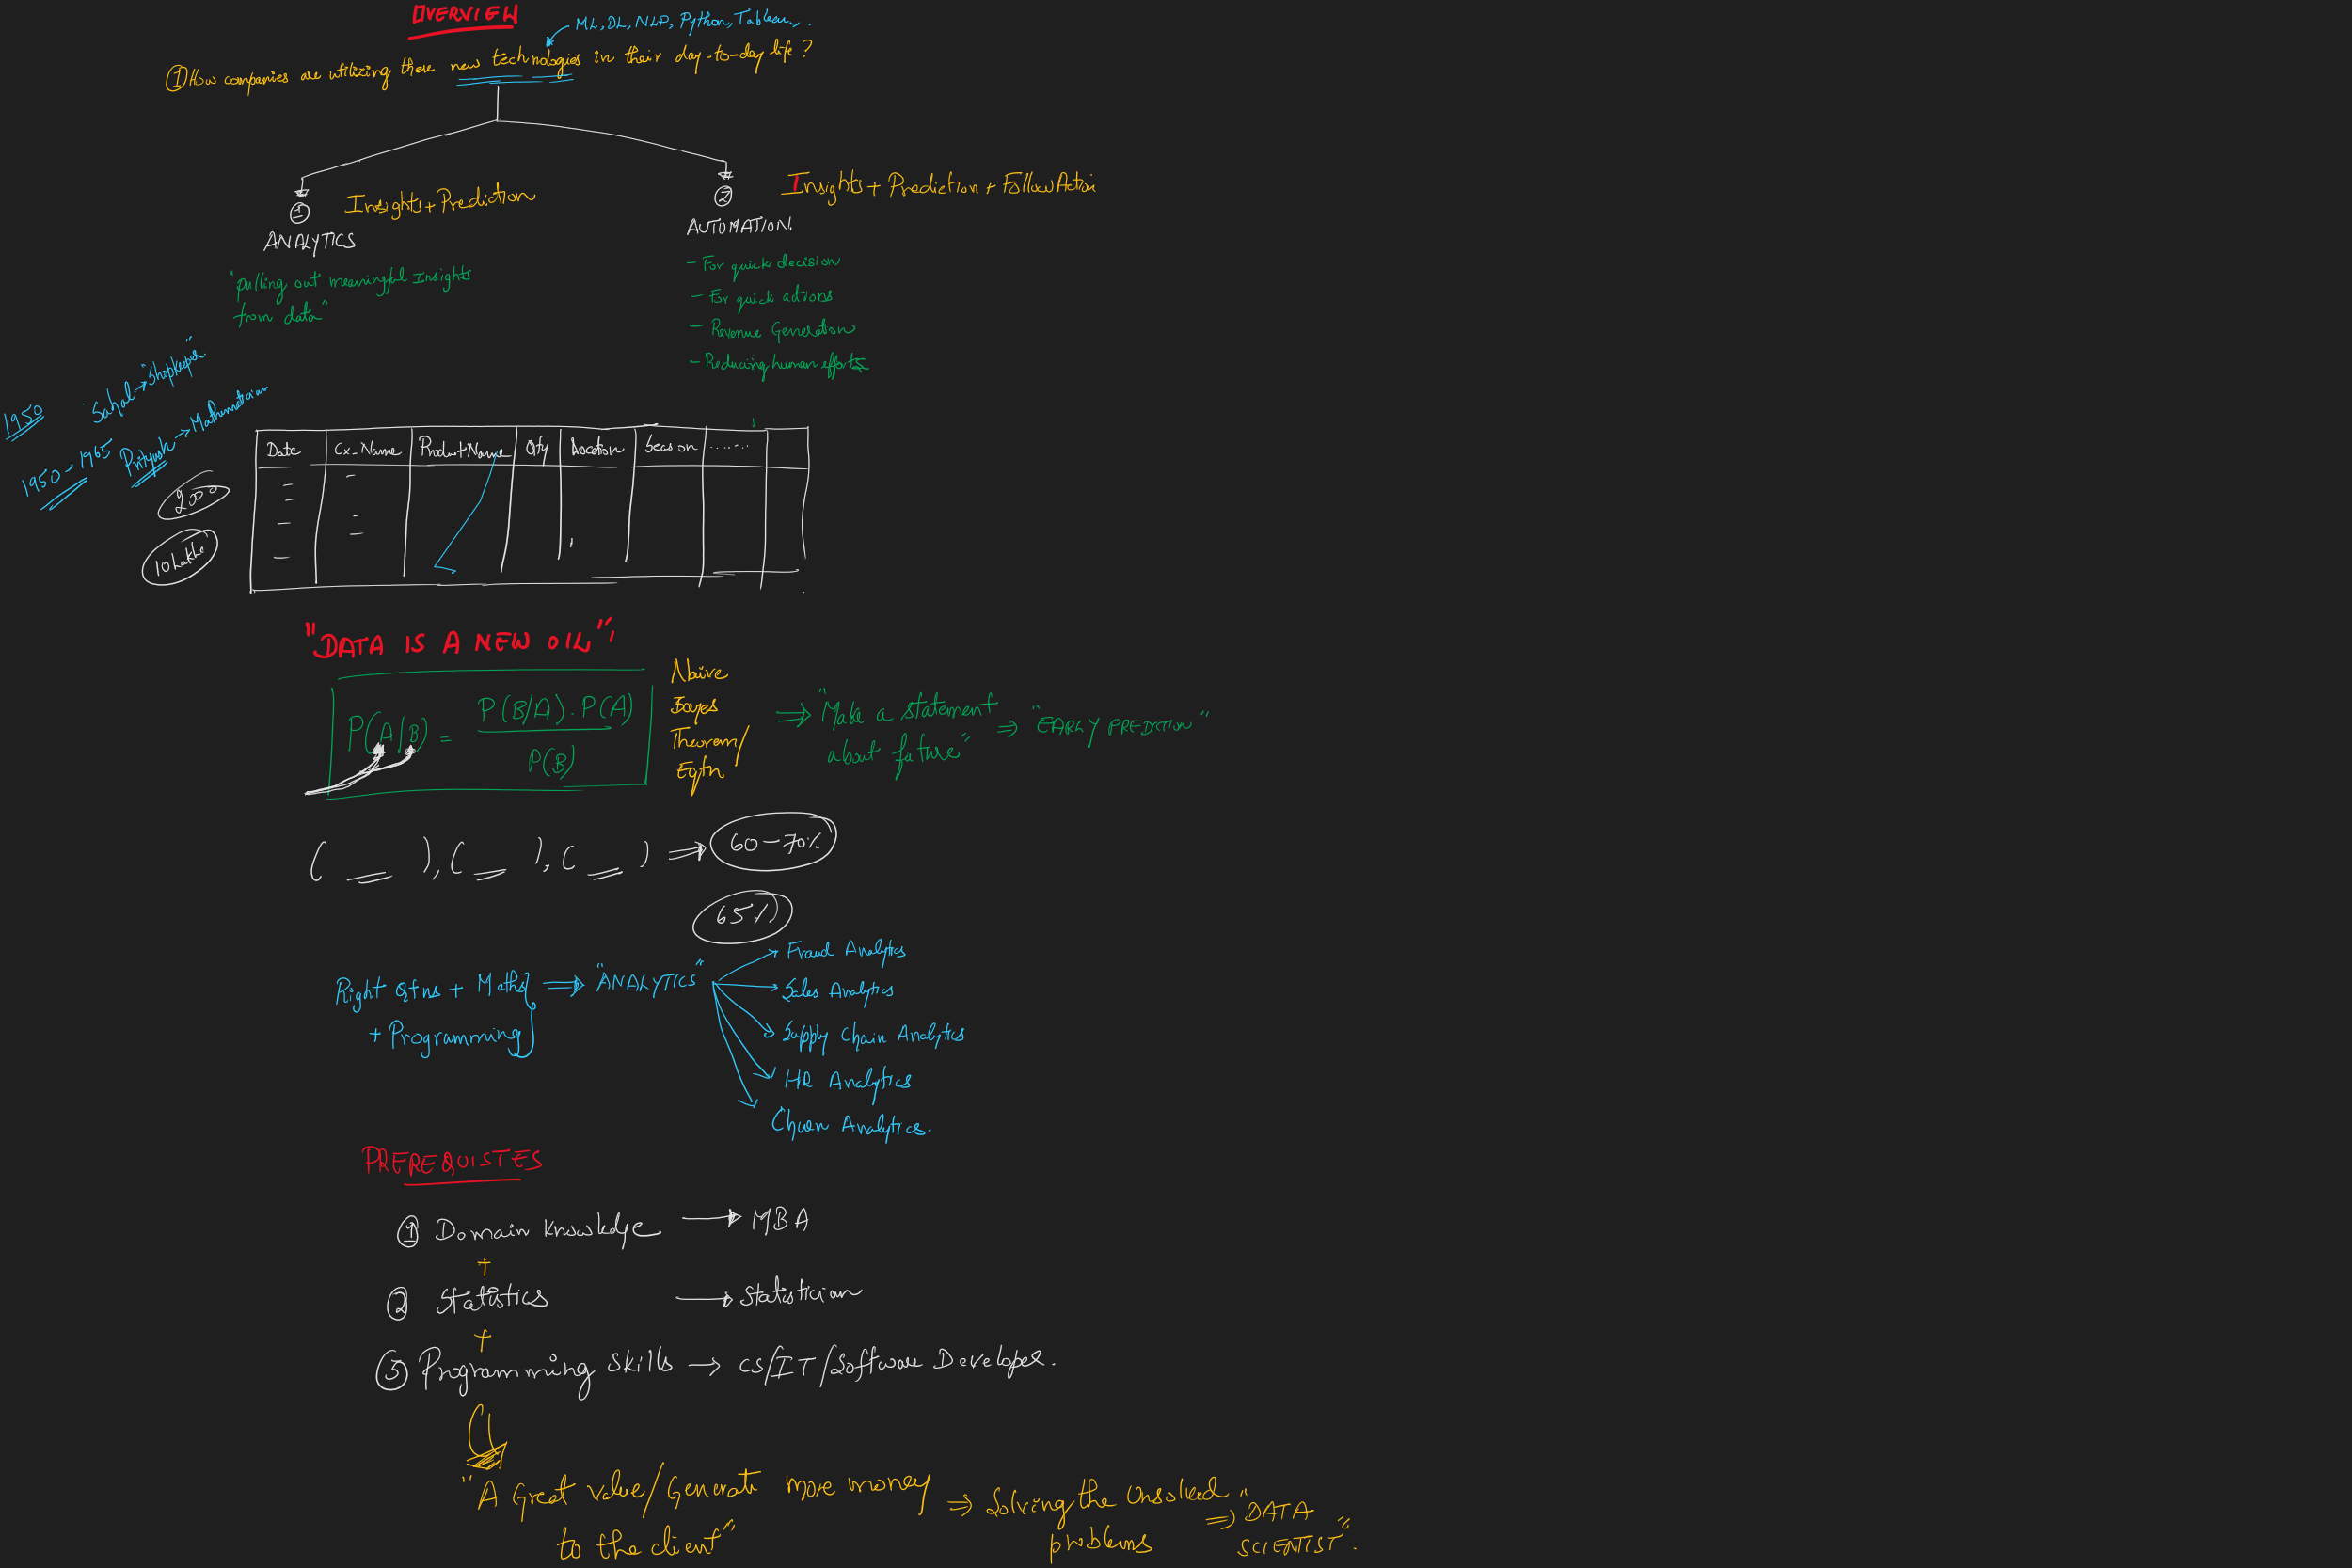 OVERVIEW
ML, DL, NLP, Python, Tableau,.
① How companies are utilizing these new technologies in their day-to-day life?
①
Insights + Prediction
ANALYTICS
"pulling out meaningful Insights
from data"
②
Insights + Prediction + Follow Action
AUTOMATION
- For quick decision
- For quick actions
- Revenue Generation
- Reducing human efforts
1950
"Shopkeeper"
1950-1965 Prityush → Mathematician
2000
10 Lakhs
Date
Cx_Name
Product Name
Qty
Location
Season
......
"DATA IS A NEW OIL"
P(A/B) = P(B/A). P(A)
P(B)
Naive
Bayes
Theorem/
Eqtn
⇒ "Make a statement
about future"
⇒ "EARLY PREDICTION"
( __ ), ( __ ), ( __ ) ⇒ 60-70%
65%
Right Qtns + Maths
+ Programming
⇒ "ANALYTICS"
Fraud Analytics
Sales Analytics
Supply Chain Analytics
HR Analytics
Churn Analytics.
PREREQUISTES
① Domain knowledge → MBA
+
② Statistics → Statistician
+
③ Programming Skills → CS/IT/Software Developer.
"A Great value/Generate more money
to the client"
⇒ Solving the Unsolved
problems
⇒ "DATA
SCIENTIST".